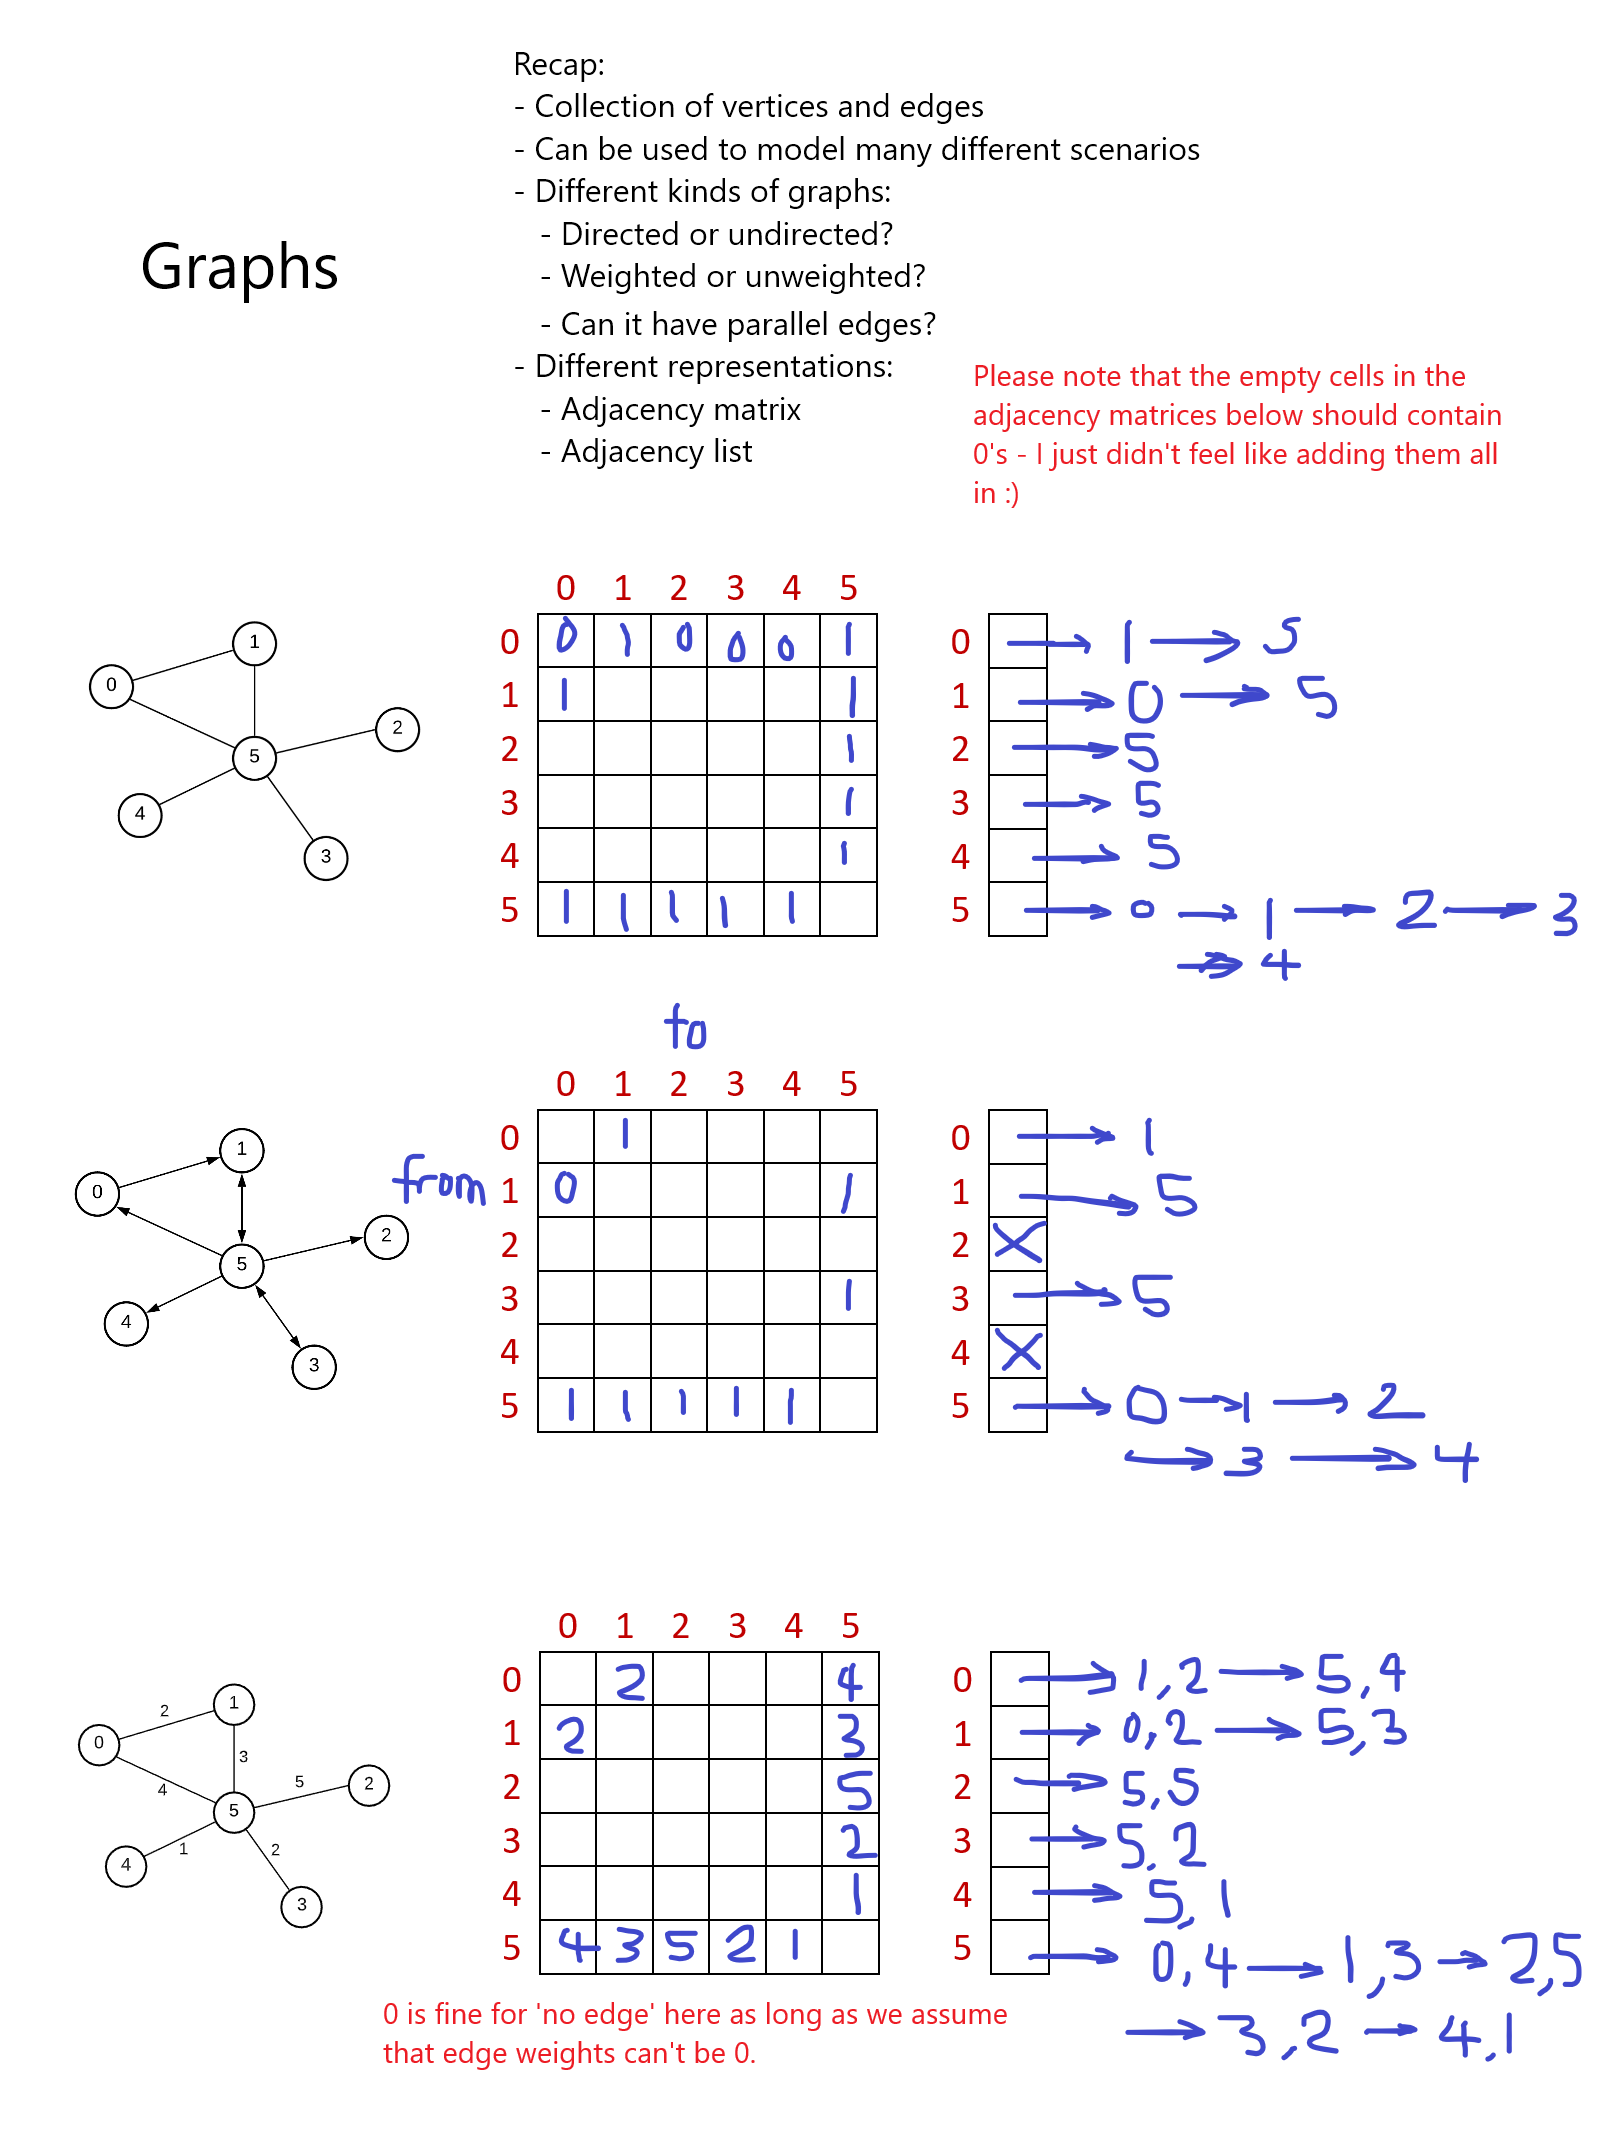 Recap:
- Collection of vertices and edges
- Can be used to model many different scenarios
- Different kinds of graphs:
- Directed or undirected?
Graphs
- Weighted or unweighted?
- Can it have parallel edges?
- Different representations:
- Adjacency matrix
- Adjacency list
Please note that the empty cells in the
adjacency matrices below should contain
0's - I just didn't feel like adding them all
in :)
1
0
5
2
4
3
0 1 2 3 4 5
0 0 1 0 0 0 1
1 1 1
2 1
3 1
4 1
5 1 1 1 1 1
0 → 1 → 5
1 → 0 → 5
2 → 5
3 → 5
4 → 5
5 → 0 → 1 → 2 → 3
→ 4
1
0
5
2
4
3
to
from
0 1 2 3 4 5
0 1
1 0 1
2
3 1
4
5 1 1 1 1 1
0 → 1
1 → 5
2 X
3 → 5
4 X
5 → 0 → 1 → 2
→ 3 → 4
1
2
0
3
4
5
5
2
1
2
4
3
0 1 2 3 4 5
0 2 4
1 2 3
2 5
3 2
4 1
5 4 3 5 2 1
0 → 1,2 → 5,4
1 → 0,2 → 5,3
2 → 5,5
3 → 5,2
4 → 5,1
5 → 0,4 → 1,3 → 2,5
→ 3,2 → 4,1
0 is fine for 'no edge' here as long as we assume
that edge weights can't be 0.